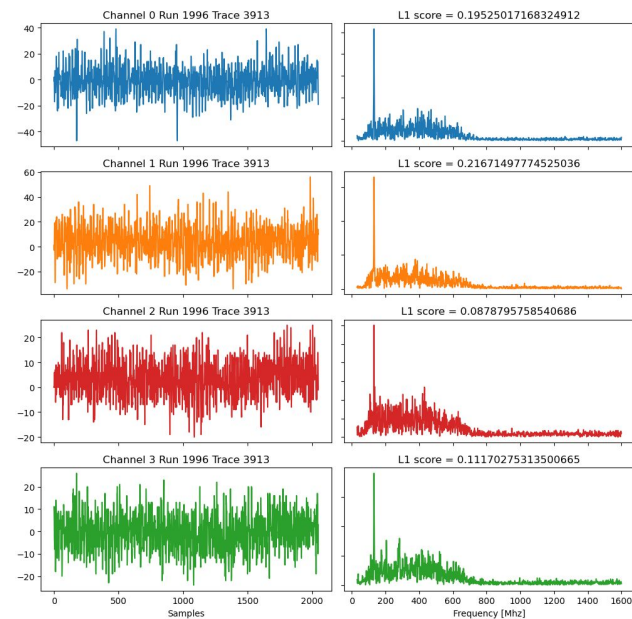 Channel 0 Run 1996 Trace 3913
L1 score = 0.19525017168324912
40
20
0
−20
−40
Channel 1 Run 1996 Trace 3913
L1 score = 0.21671497774525036
60
40
20
0
−20
Channel 2 Run 1996 Trace 3913
L1 score = 0.0878795758540686
20
10
0
−10
−20
Channel 3 Run 1996 Trace 3913
L1 score = 0.11170275313500665
20
10
0
−10
−20
0 500 1000 1500 2000
0 200 400 600 800 1000 1200 1400 1600
Samples
Frequency [Mhz]